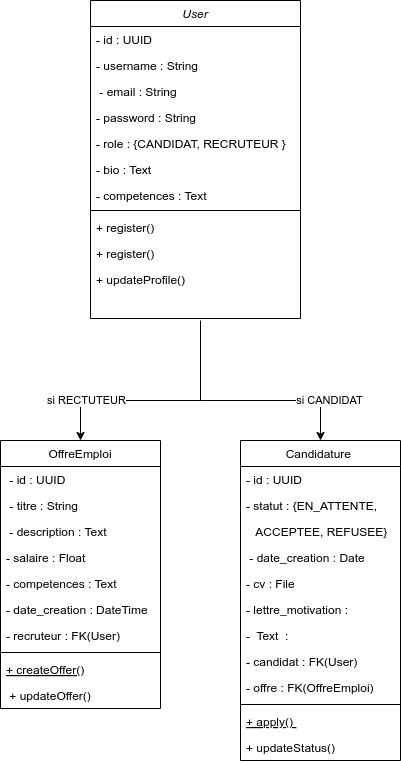 User
- id : UUID
- username : String
- email : String
- password : String
- role : {CANDIDAT, RECRUTEUR }
- bio : Text
- competences : Text
+ register()
+ register()
+ updateProfile()
si RECTUTEUR
si CANDIDAT
OffreEmploi
- id : UUID
- titre : String
- description : Text
- salaire : Float
- competences : Text
- date_creation : DateTime
- recruteur : FK(User)
+ createOffer()
+ updateOffer()
Candidature
- id : UUID
- statut : {EN_ATTENTE,
ACCEPTEE, REFUSEE}
- date_creation : Date
- cv : File
- lettre_motivation :
- Text :
- candidat : FK(User)
- offre : FK(OffreEmploi)
+ apply()
+ updateStatus()